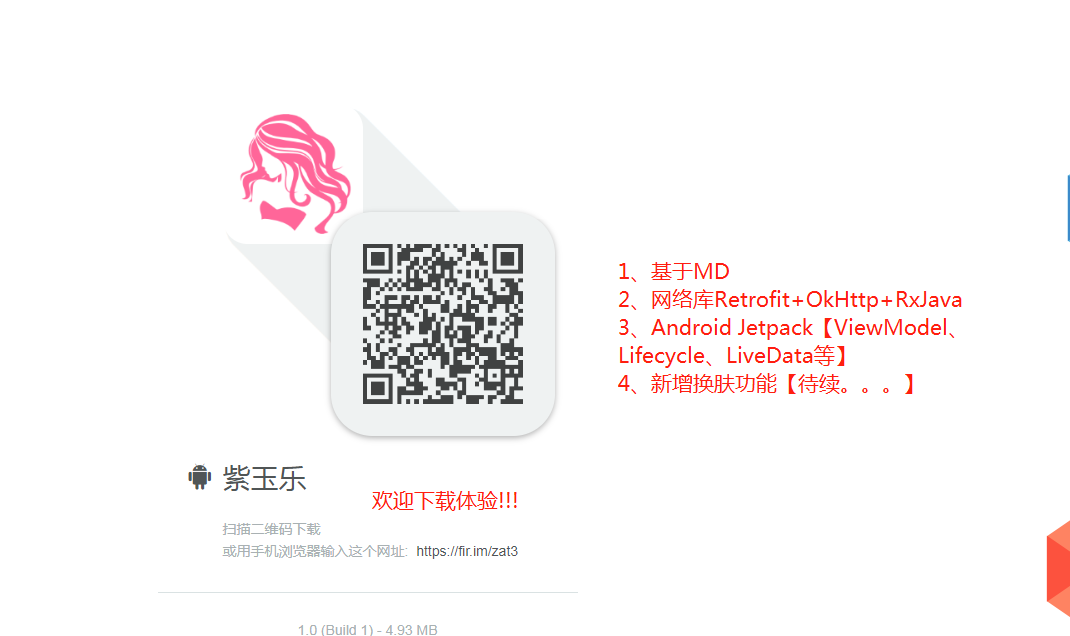 1、基于MD
2、网络库Retrofit+OkHttp+RxJava
3、Android Jetpack【ViewModel、
Lifecycle、LiveData等】
4、新增换肤功能【待续。。。】
紫玉乐
欢迎下载体验!!!
扫描二维码下载
或用手机浏览器输入这个网址: https://fir.im/zat3
1.0 (Build 1) - 4.93 MB